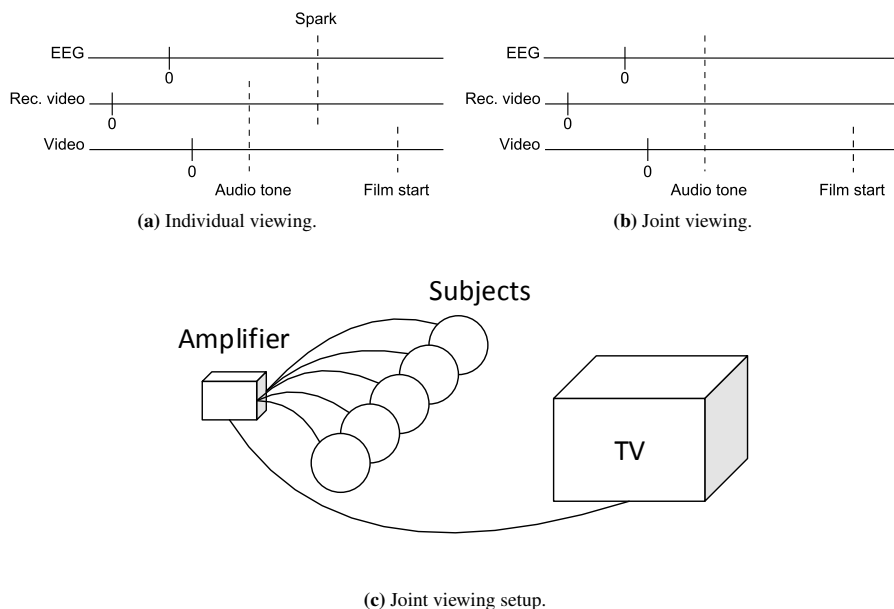 Spark
EEG
0
Rec. video
0
Video
0
Audio tone
Film start
(a) Individual viewing.
EEG
0
Rec. video
0
Video
0
Audio tone
Film start
(b) Joint viewing.
Subjects
Amplifier
TV
(c) Joint viewing setup.